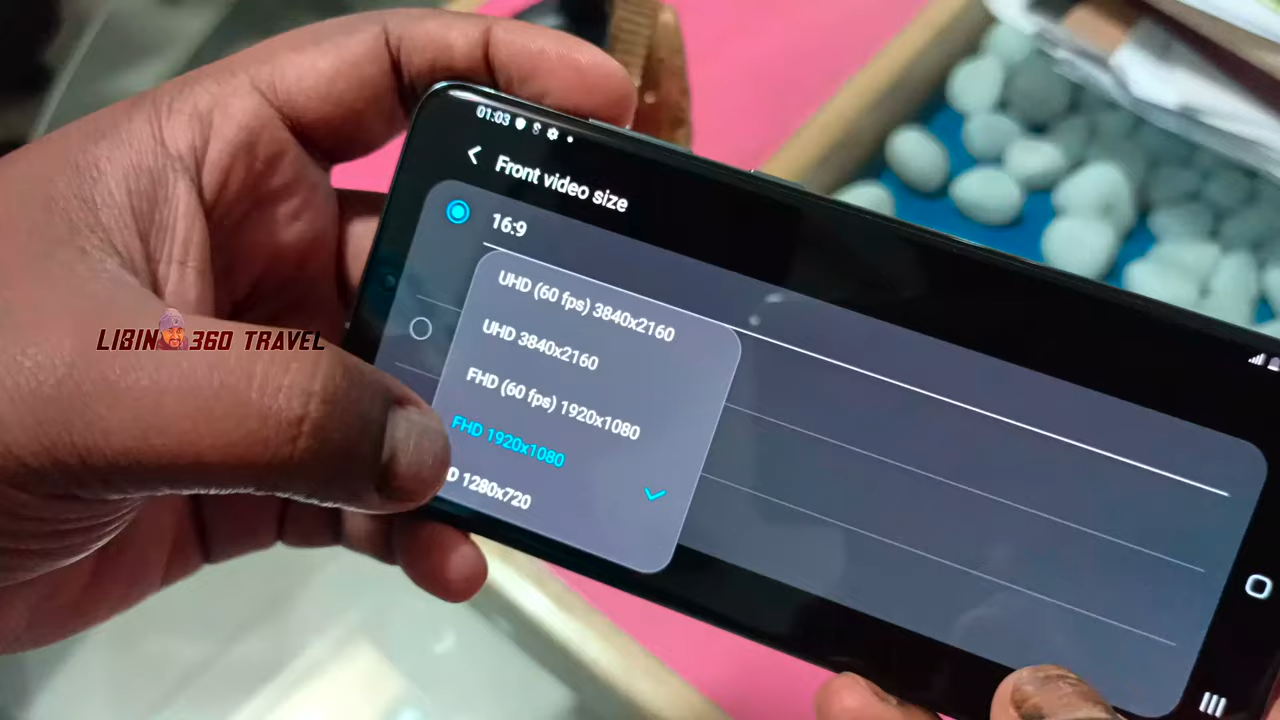 01:03
Front video size
16:9
UHD (60 fps) 3840x2160
UHD 3840x2160
FHD (60 fps) 1920x1080
FHD 1920x1080
D 1280x720
LIBIN 360 TRAVEL